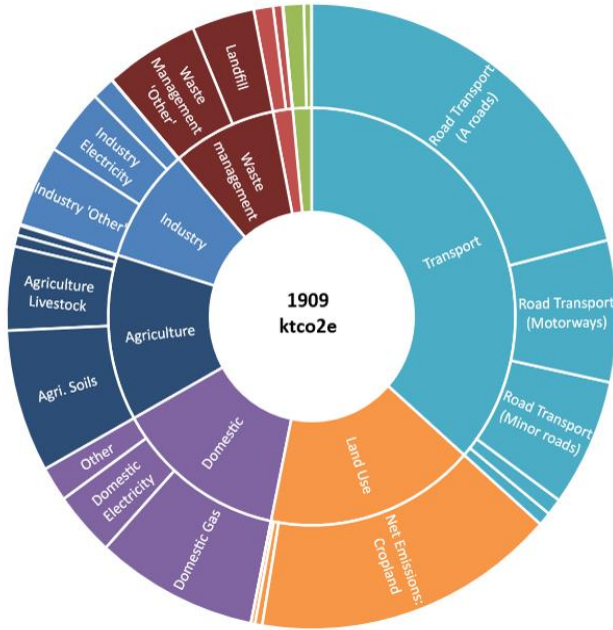 1909
ktco2e
Transport
Road Transport
(A roads)
Road Transport
(Motorways)
Road Transport
(Minor roads)
Land Use
Net Emissions:
Cropland
Domestic
Domestic Gas
Domestic
Electricity
Other
Agriculture
Agri. Soils
Agriculture
Livestock
Industry
Industry 'Other'
Industry
Electricity
Waste
management
Waste
Management
'Other'
Landfill